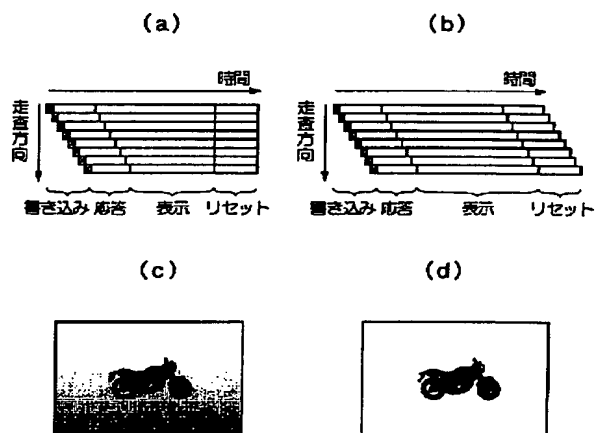 (a)
時間
走査方向
書き込み 応答 表示 リセット
(b)
時間
走査方向
書き込み 応答 表示 リセット
(c)
(d)